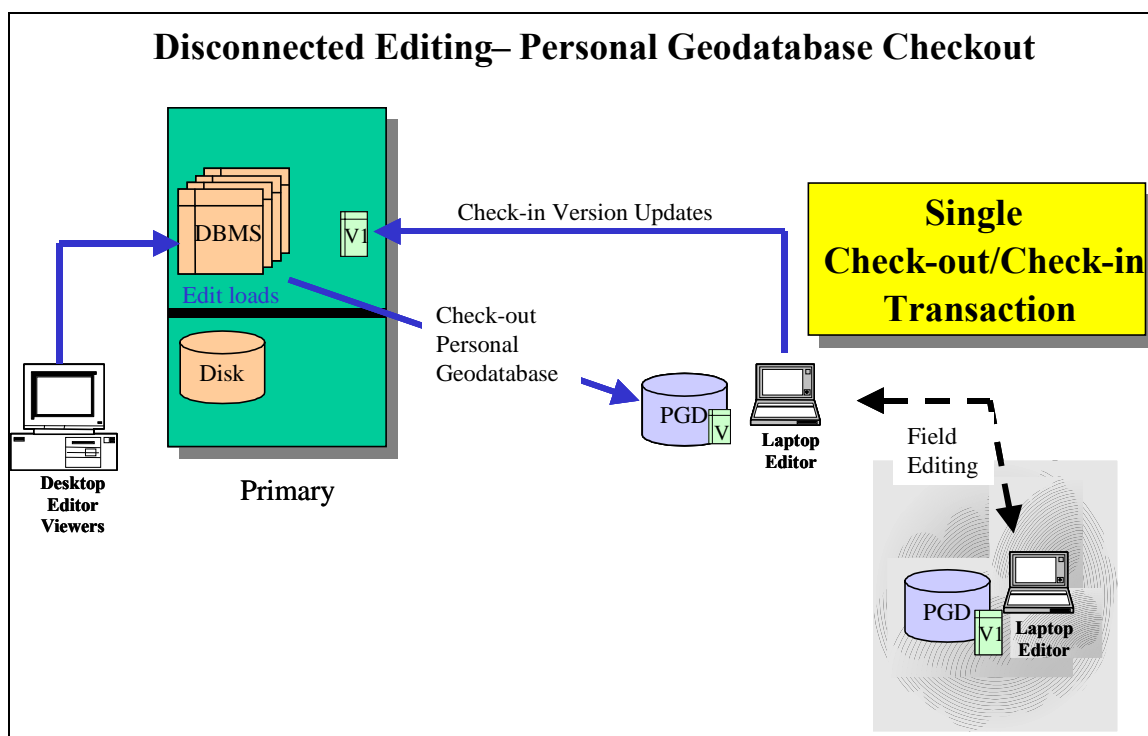 Disconnected Editing– Personal Geodatabase Checkout
DBMS
V1
Edit loads
Disk
Primary
Desktop
Editor
Viewers
Check-in Version Updates
Check-out
Personal
Geodatabase
PGD
V
Laptop
Editor
Single
Check-out/Check-in
Transaction
Field
Editing
PGD
V1
Laptop
Editor